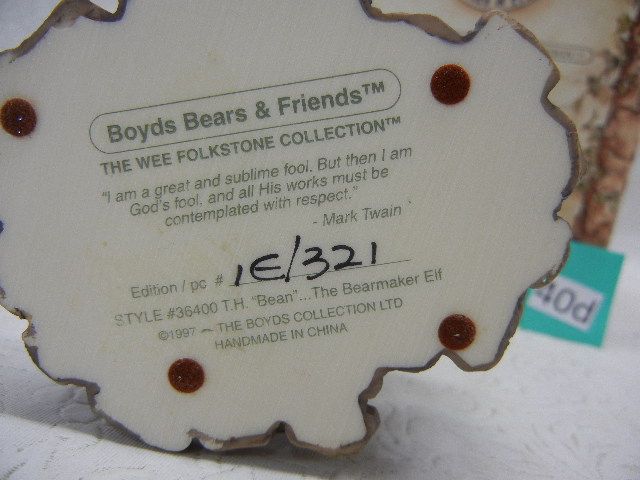 Boyds Bears & Friends™
THE WEE FOLKSTONE COLLECTION™
"I am a great and sublime fool. But then I am
God's fool, and all His works must be
contemplated with respect."
- Mark Twain
Edition / pc # 1E/321
STYLE #36400 T.H. "Bean"...The Bearmaker Elf
©1997 THE BOYDS COLLECTION LTD
HANDMADE IN CHINA
40d